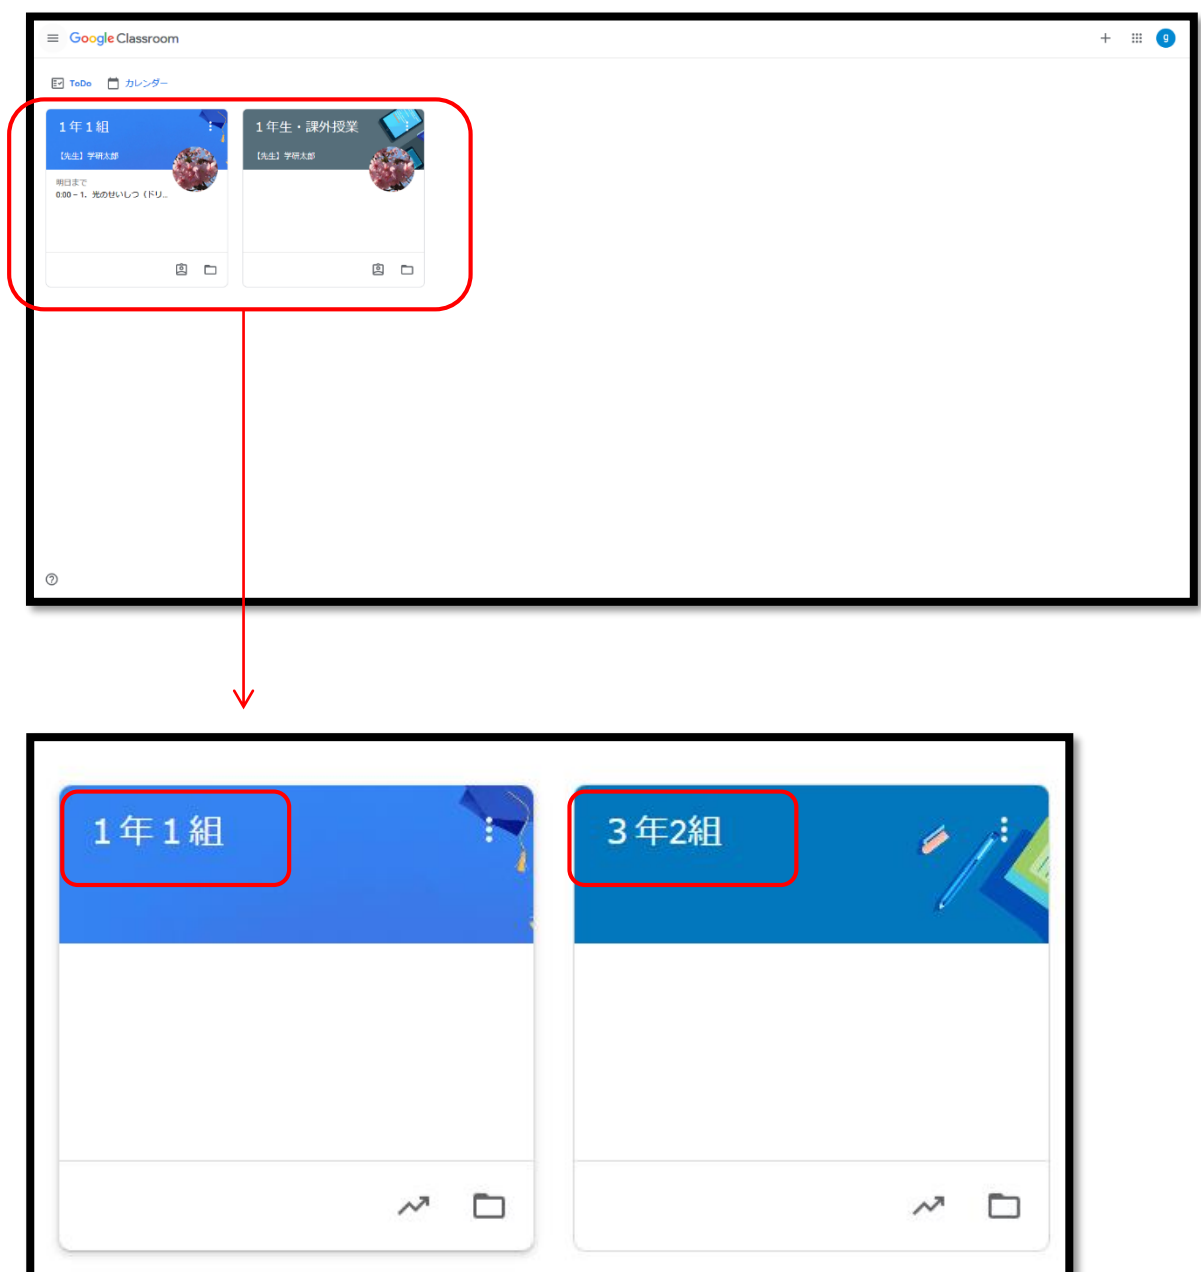 Google Classroom
g
ToDo カレンダー
1年1組
【先生】学研太郎
明日まで
0:00 – 1. 光のせいしつ（ドリ...
1年生・課外授業
【先生】学研太郎
1年1組
3年2組